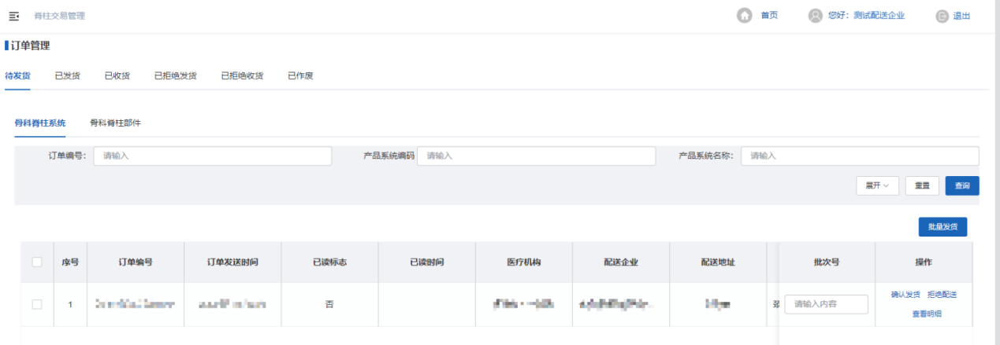 脊柱交易管理 首页 您好：测试配送企业 退出
订单管理
待发货 已发货 已收货 已拒绝发货 已拒绝收货 已作废
骨科脊柱系统 骨科脊柱部件
订单编号： 请输入 产品系统编码 请输入 产品系统名称： 请输入
展开 重置 查询
批量发货
序号 订单编号 订单发送时间 已读标志 已读时间 医疗机构 配送企业 配送地址 批次号 操作
1 否 请输入内容 确认发货 拒绝配送
查看明细